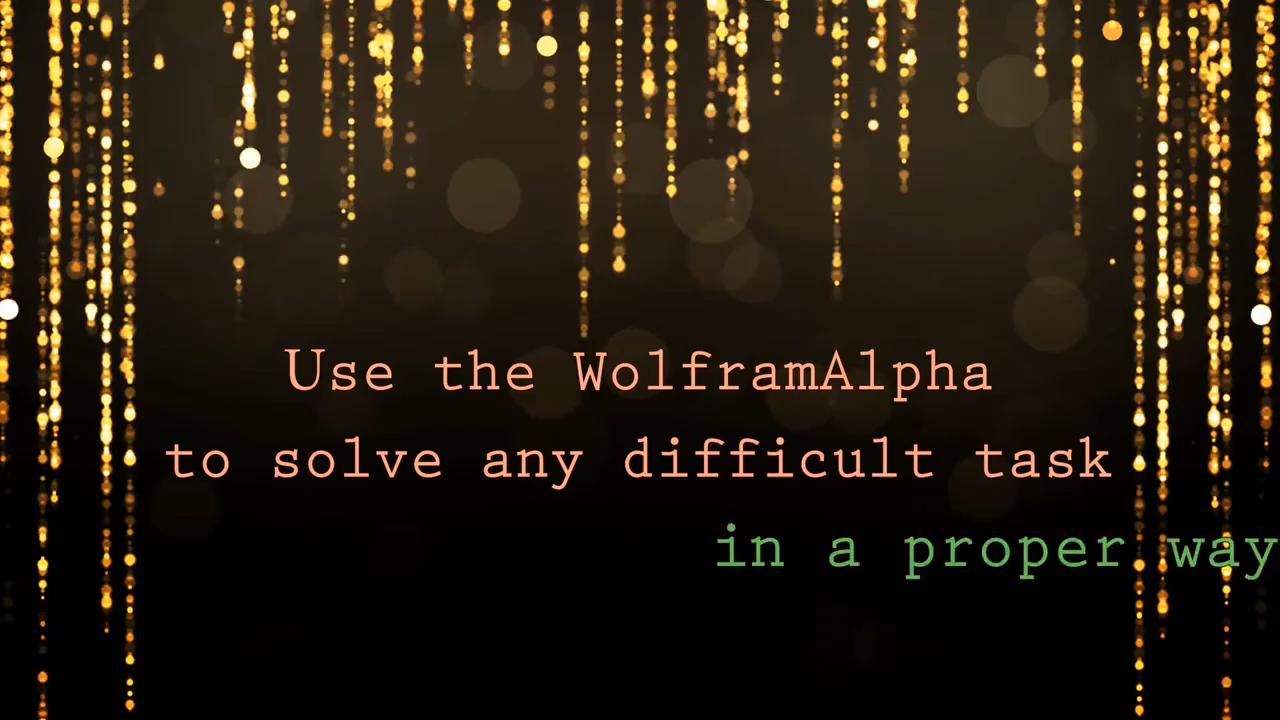 Use the WolframAlpha
to solve any difficult task
in a proper way